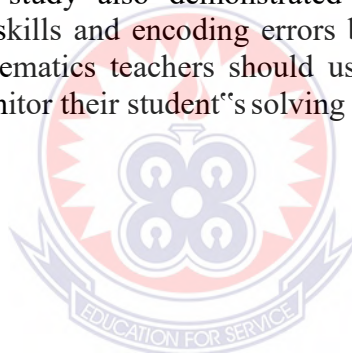 study also demonstrated
skills and encoding errors b
ematics teachers should us
nitor their student‟s solving
EDUCATION FOR SERVICE